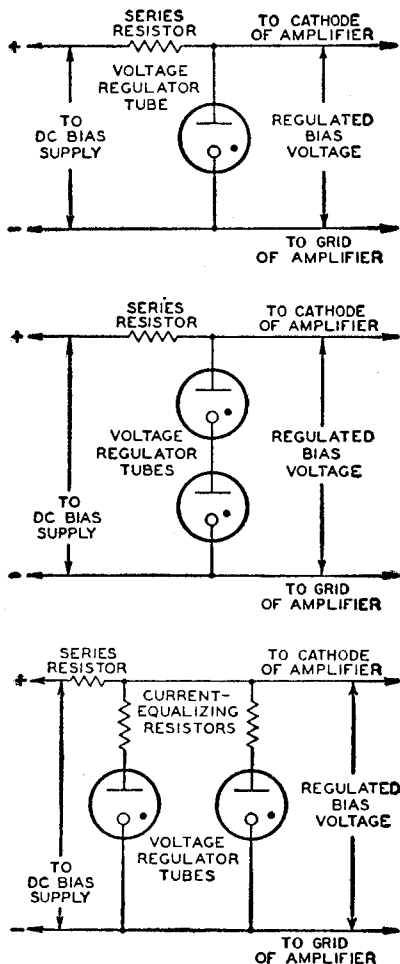 SERIES
RESISTOR
TO CATHODE
OF AMPLIFIER
+
VOLTAGE
REGULATOR
TUBE
TO
DC BIAS
SUPPLY
REGULATED
BIAS
VOLTAGE
-
TO GRID
OF AMPLIFIER
SERIES
RESISTOR
TO CATHODE
OF AMPLIFIER
+
VOLTAGE
REGULATOR
TUBES
REGULATED
BIAS
VOLTAGE
TO
DC BIAS
SUPPLY
-
TO GRID
OF AMPLIFIER
SERIES
RESISTOR
TO CATHODE
OF AMPLIFIER
+
CURRENT-
EQUALIZING
RESISTORS
REGULATED
BIAS
VOLTAGE
VOLTAGE
REGULATOR
TUBES
TO
DC BIAS
SUPPLY
-
TO GRID
OF AMPLIFIER